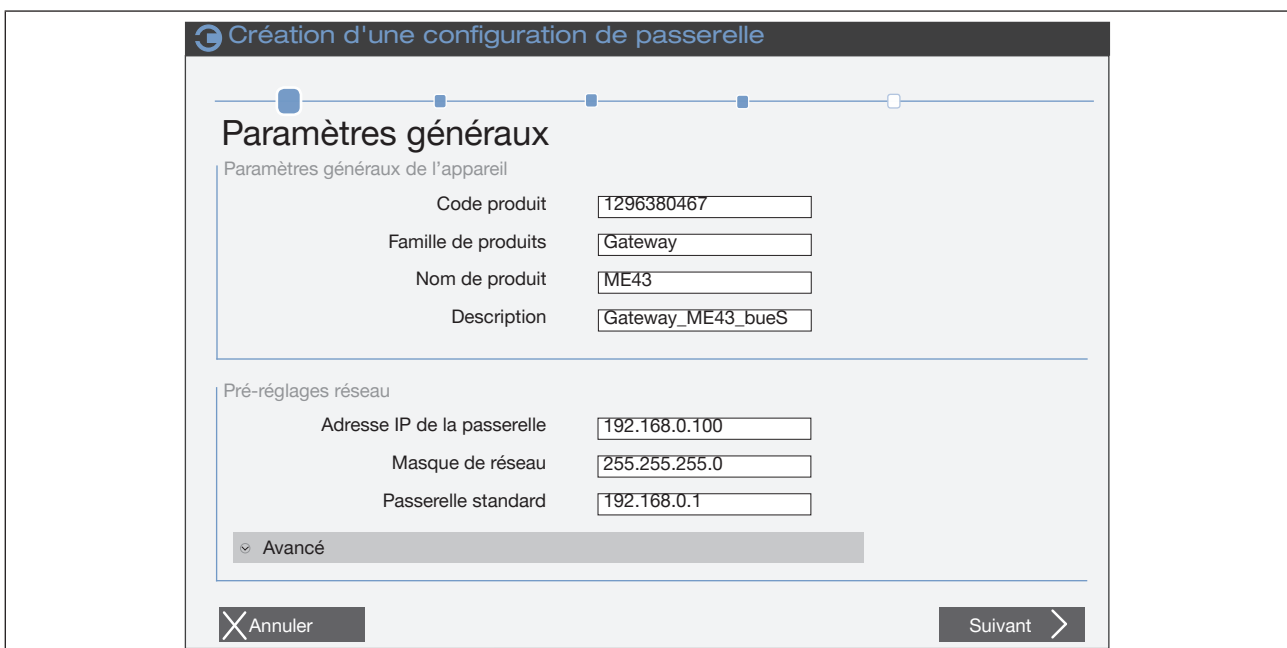 Création d'une configuration de passerelle
Paramètres généraux
Paramètres généraux de l’appareil
Code produit 1296380467
Famille de produits Gateway
Nom de produit ME43
Description Gateway_ME43_bueS
Pré-réglages réseau
Adresse IP de la passerelle 192.168.0.100
Masque de réseau 255.255.255.0
Passerelle standard 192.168.0.1
Avancé
Annuler Suivant